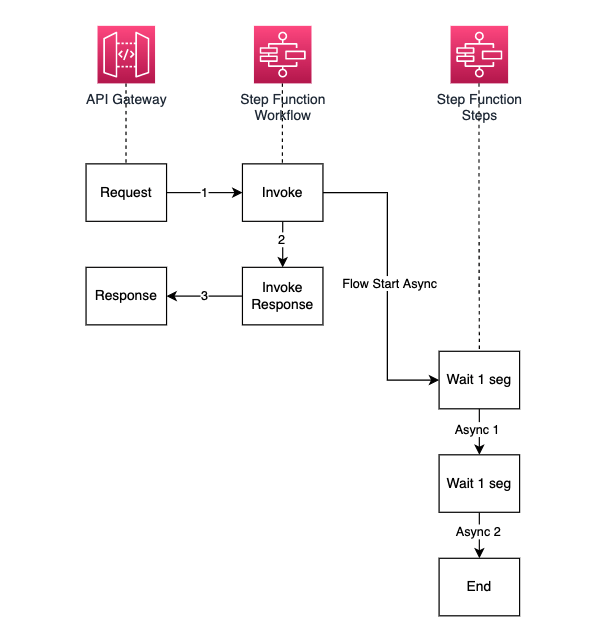 </>
API Gateway
Step Function
Workflow
Step Function
Steps
Request
1
Invoke
2
Response
3
Invoke
Response
Flow Start Async
Wait 1 seg
Async 1
Wait 1 seg
Async 2
End